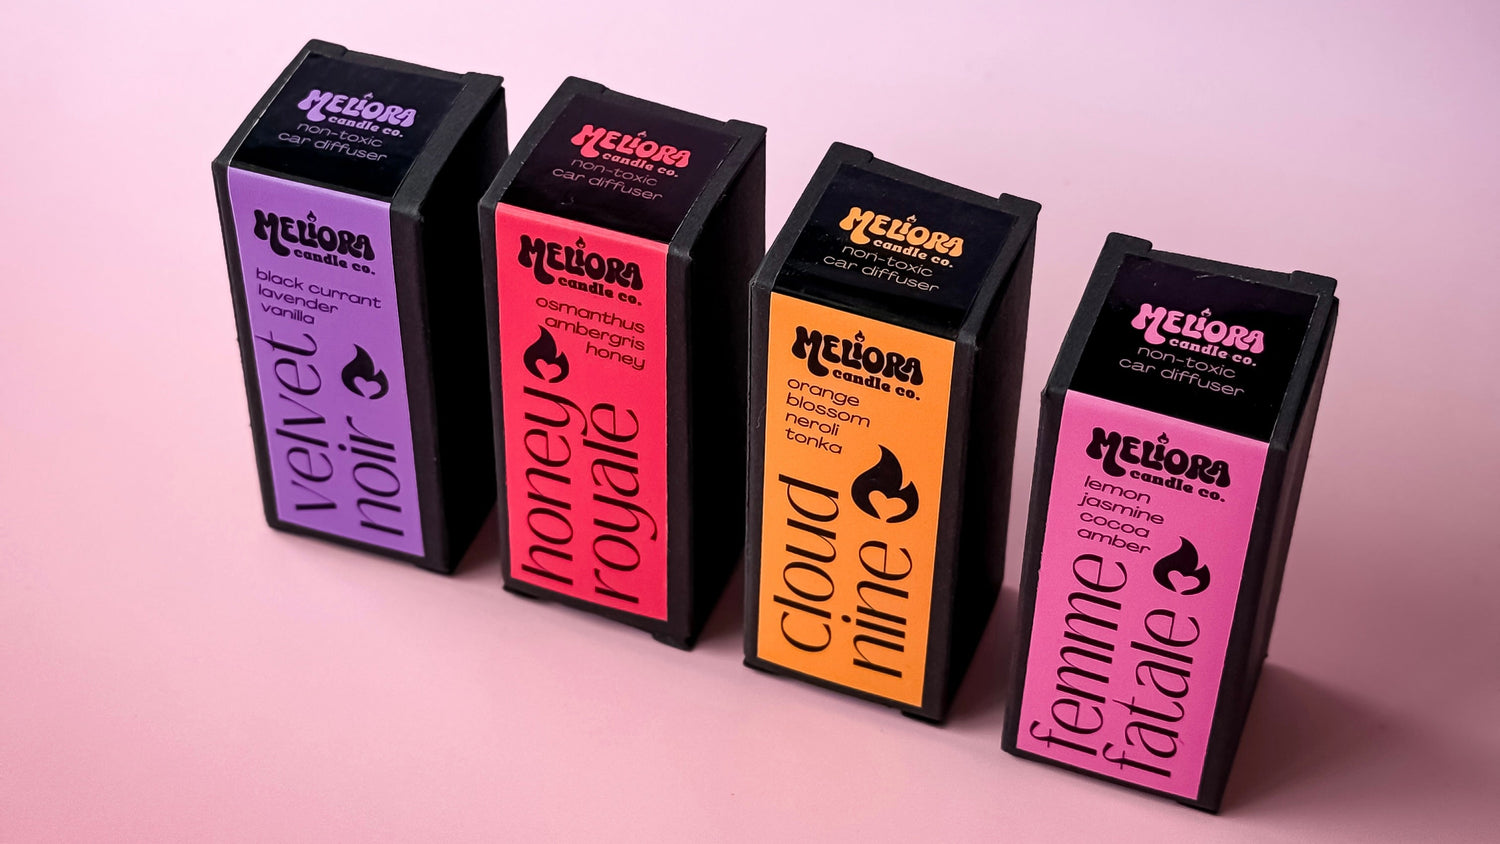 MELiORA
candle co.
non-toxic
car diffuser
MELiORA
candle co.
black currant
lavender
vanilla
velvet
noir
MELiORA
candle co.
non-toxic
car diffuser
MELiORA
candle co.
osmanthus
ambergris
honey
honey
royale
MELiORA
candle co.
non-toxic
car diffuser
MELiORA
candle co.
orange
blossom
neroli
tonka
cloud
nine
MELiORA
candle co.
non-toxic
car diffuser
MELiORA
candle co.
lemon
jasmine
cocoa
amber
femme
fatale